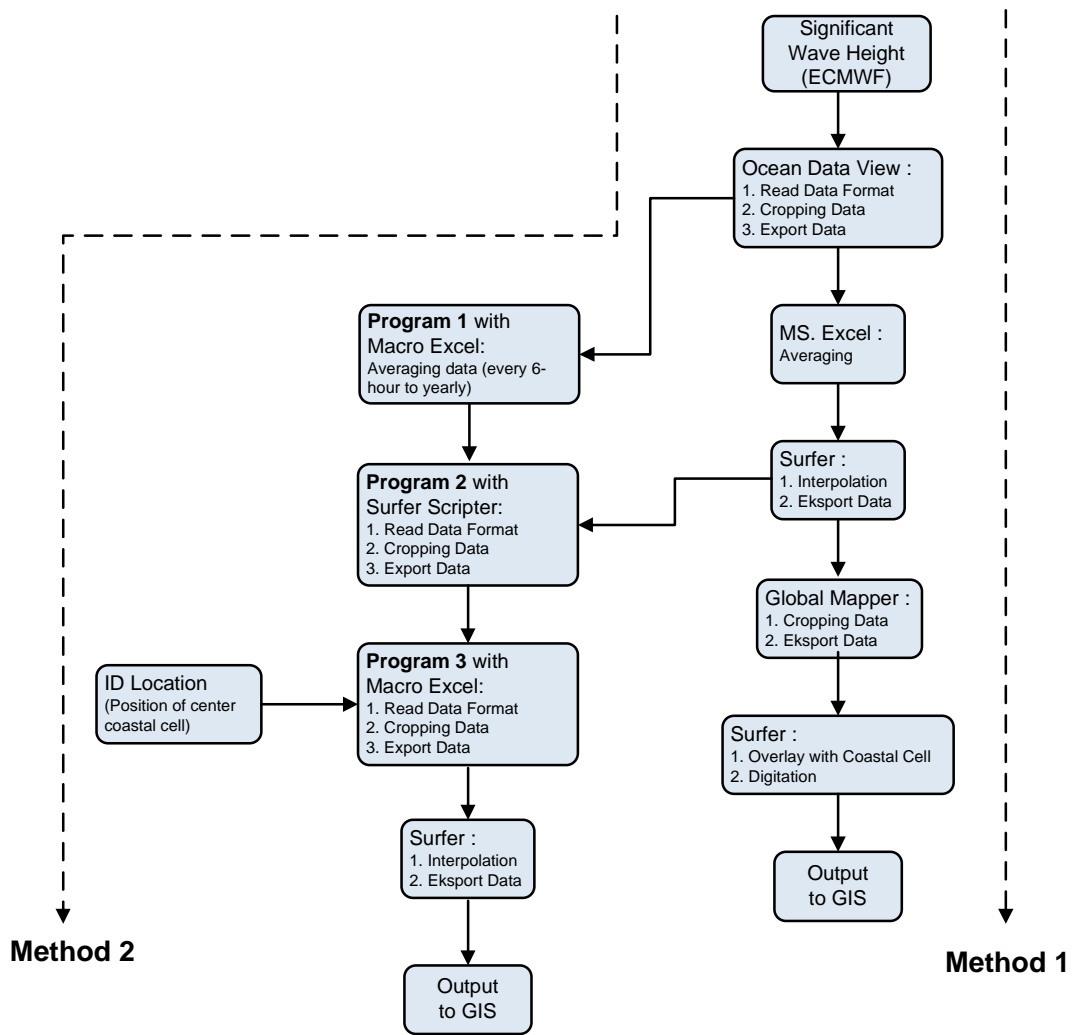 Significant
Wave Height
(ECMWF)
Ocean Data View :
1. Read Data Format
2. Cropping Data
3. Export Data
Program 1 with
Macro Excel:
Averaging data (every 6-
hour to yearly)
MS. Excel :
Averaging
Program 2 with
Surfer Scripter:
1. Read Data Format
2. Cropping Data
3. Export Data
Surfer :
1. Interpolation
2. Eksport Data
Global Mapper :
1. Cropping Data
2. Eksport Data
ID Location
(Position of center
coastal cell)
Program 3 with
Macro Excel:
1. Read Data Format
2. Cropping Data
3. Export Data
Surfer :
1. Overlay with Coastal Cell
2. Digitation
Surfer :
1. Interpolation
2. Eksport Data
Output
to GIS
Method 2
Method 1
Output
to GIS